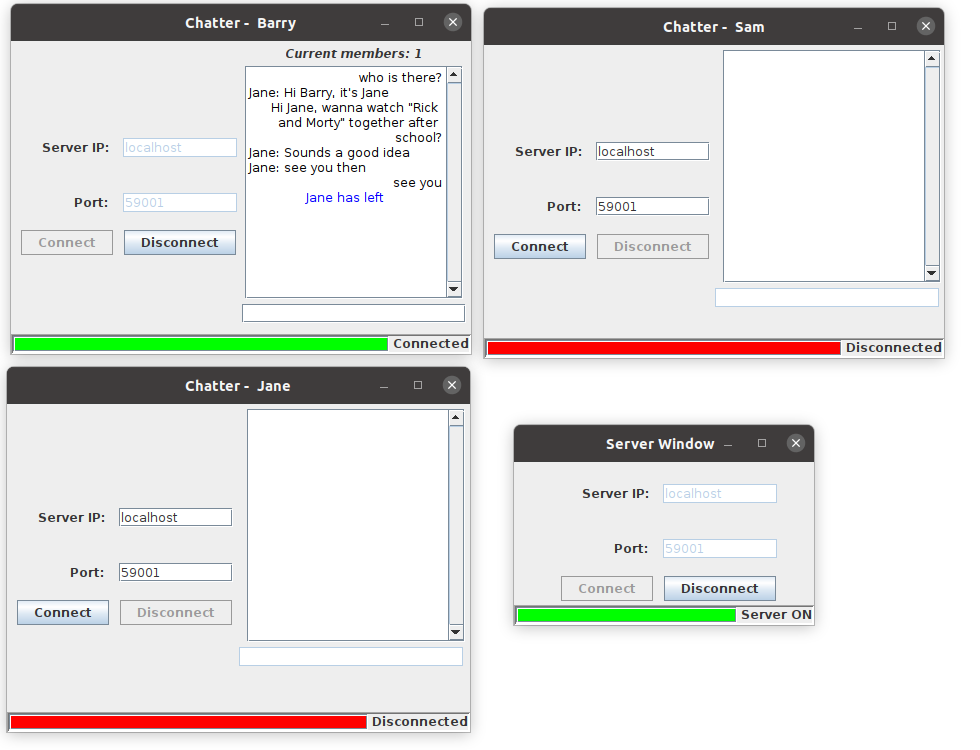 Chatter - Barry
Current members: 1
who is there?
Jane: Hi Barry, it's Jane
Hi Jane, wanna watch "Rick
and Morty" together after
school?
Jane: Sounds a good idea
Jane: see you then
see you
Jane has left
Server IP: localhost
Port: 59001
Connect Disconnect
Connected
Chatter - Sam
Server IP: localhost
Port: 59001
Connect Disconnect
Disconnected
Chatter - Jane
Server IP: localhost
Port: 59001
Connect Disconnect
Disconnected
Server Window
Server IP: localhost
Port: 59001
Connect Disconnect
Server ON